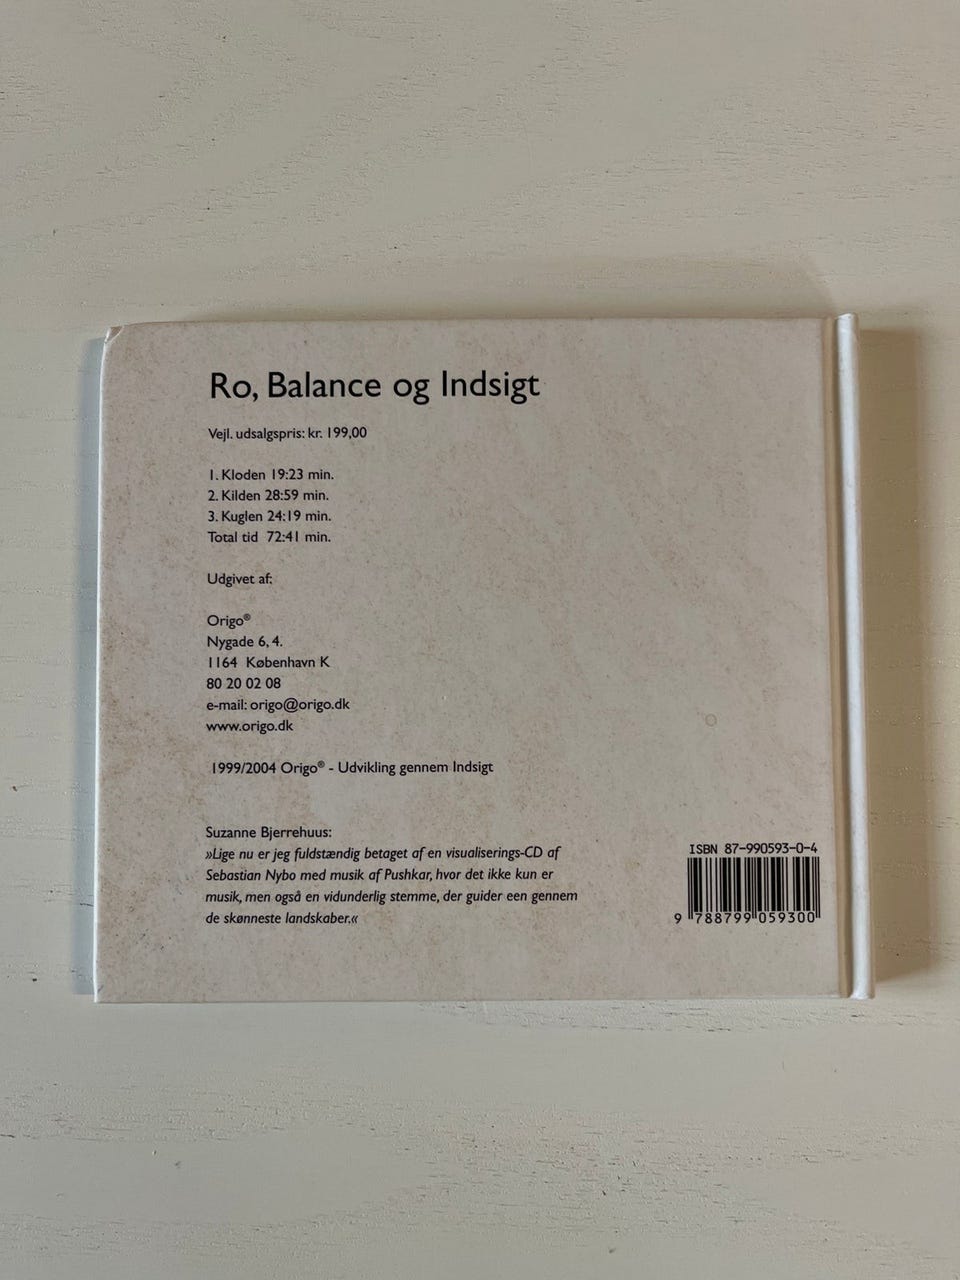 Ro, Balance og Indsigt
Vejl. udsalgspris: kr. 199,00
1. Kloden 19:23 min.
2. Kilden 28:59 min.
3. Kuglen 24:19 min.
Total tid 72:41 min.
Udgivet af:
Origo®
Nygade 6, 4.
1164 København K
80 20 02 08
e-mail: origo@origo.dk
www.origo.dk
1999/2004 Origo® - Udvikling gennem Indsigt
Suzanne Bjerrehuus:
»Lige nu er jeg fuldstændig betaget af en visualiserings-CD af
Sebastian Nybo med musik af Pushkar, hvor det ikke kun er
musik, men også en vidunderlig stemme, der guider een gennem
de skønneste landskaber.«
ISBN 87-990593-0-4
9 788799 059300